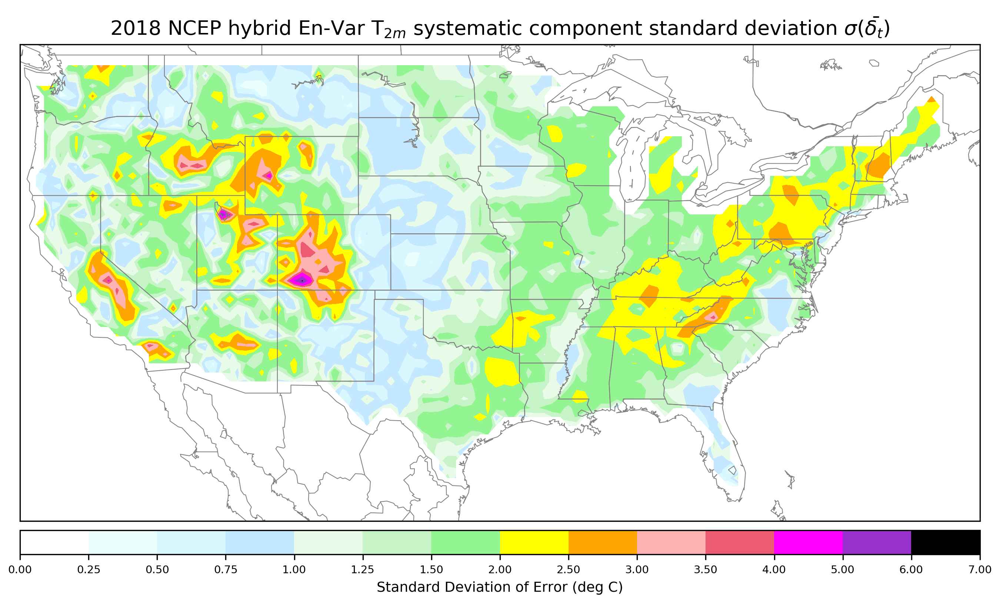 2018 NCEP hybrid En-Var T₂ₘ systematic component standard deviation σ(δ̄ₜ)
0.00 0.25 0.50 0.75 1.00 1.25 1.50 2.00 2.50 3.00 3.50 4.00 5.00 6.00 7.00
Standard Deviation of Error (deg C)